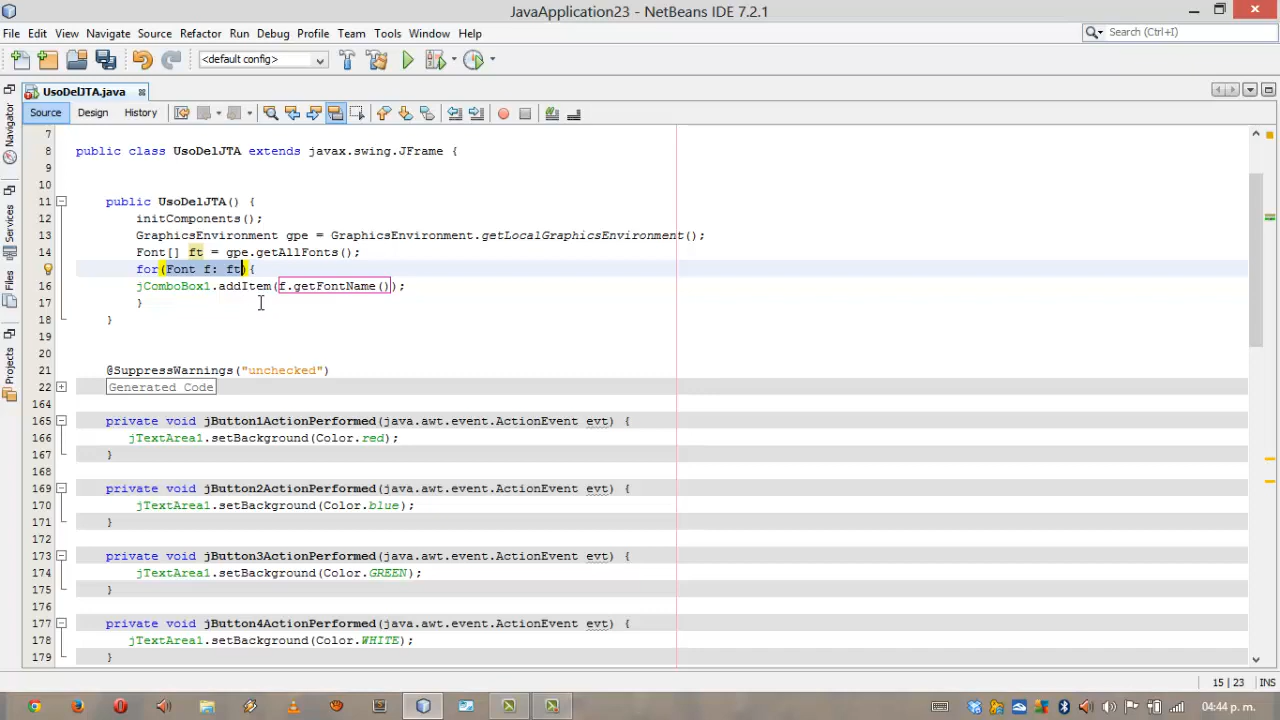 JavaApplication23 - NetBeans IDE 7.2.1
File Edit View Navigate Source Refactor Run Debug Profile Team Tools Window Help
Search (Ctrl+I)
<default config>
UsoDelJTA.java
Source Design History
Navigator
Services
Files
Projects
7
8 public class UsoDelJTA extends javax.swing.JFrame {
9
10
11 public UsoDelJTA() {
12 initComponents();
13 GraphicsEnvironment gpe = GraphicsEnvironment.getLocalGraphicsEnvironment();
14 Font[] ft = gpe.getAllFonts();
for(Font f: ft){
16 jComboBox1.addItem(f.getFontName());
17 }
18 }
19
20
21 @SuppressWarnings("unchecked")
22 Generated Code
164
165 private void jButton1ActionPerformed(java.awt.event.ActionEvent evt) {
166 jTextArea1.setBackground(Color.red);
167 }
168
169 private void jButton2ActionPerformed(java.awt.event.ActionEvent evt) {
170 jTextArea1.setBackground(Color.blue);
171 }
172
173 private void jButton3ActionPerformed(java.awt.event.ActionEvent evt) {
174 jTextArea1.setBackground(Color.GREEN);
175 }
176
177 private void jButton4ActionPerformed(java.awt.event.ActionEvent evt) {
178 jTextArea1.setBackground(Color.WHITE);
179 }
15 | 23 INS
04:44 p. m.